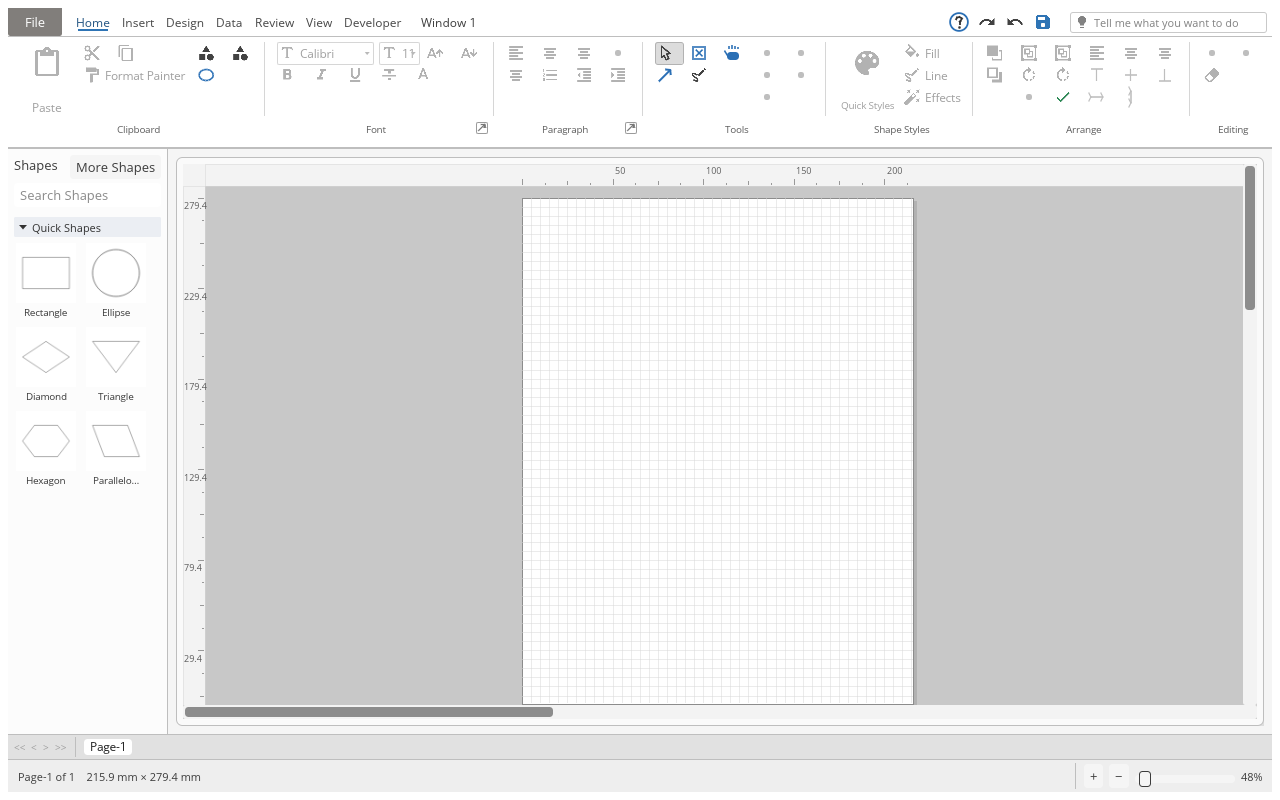 File Home Insert Design Data Review View Developer Window 1 Tell me what you want to do
Calibri 11
Format Painter
Paste
Quick Styles
Fill
Line
Effects
Clipboard Font Paragraph Tools Shape Styles Arrange Editing
Shapes More Shapes
Search Shapes
Quick Shapes
Rectangle Ellipse
Diamond Triangle
Hexagon Parallelo...
50 100 150 200
279.4
229.4
179.4
129.4
79.4
29.4
<< < > >> Page-1
Page-1 of 1 215.9 mm × 279.4 mm + − 48%